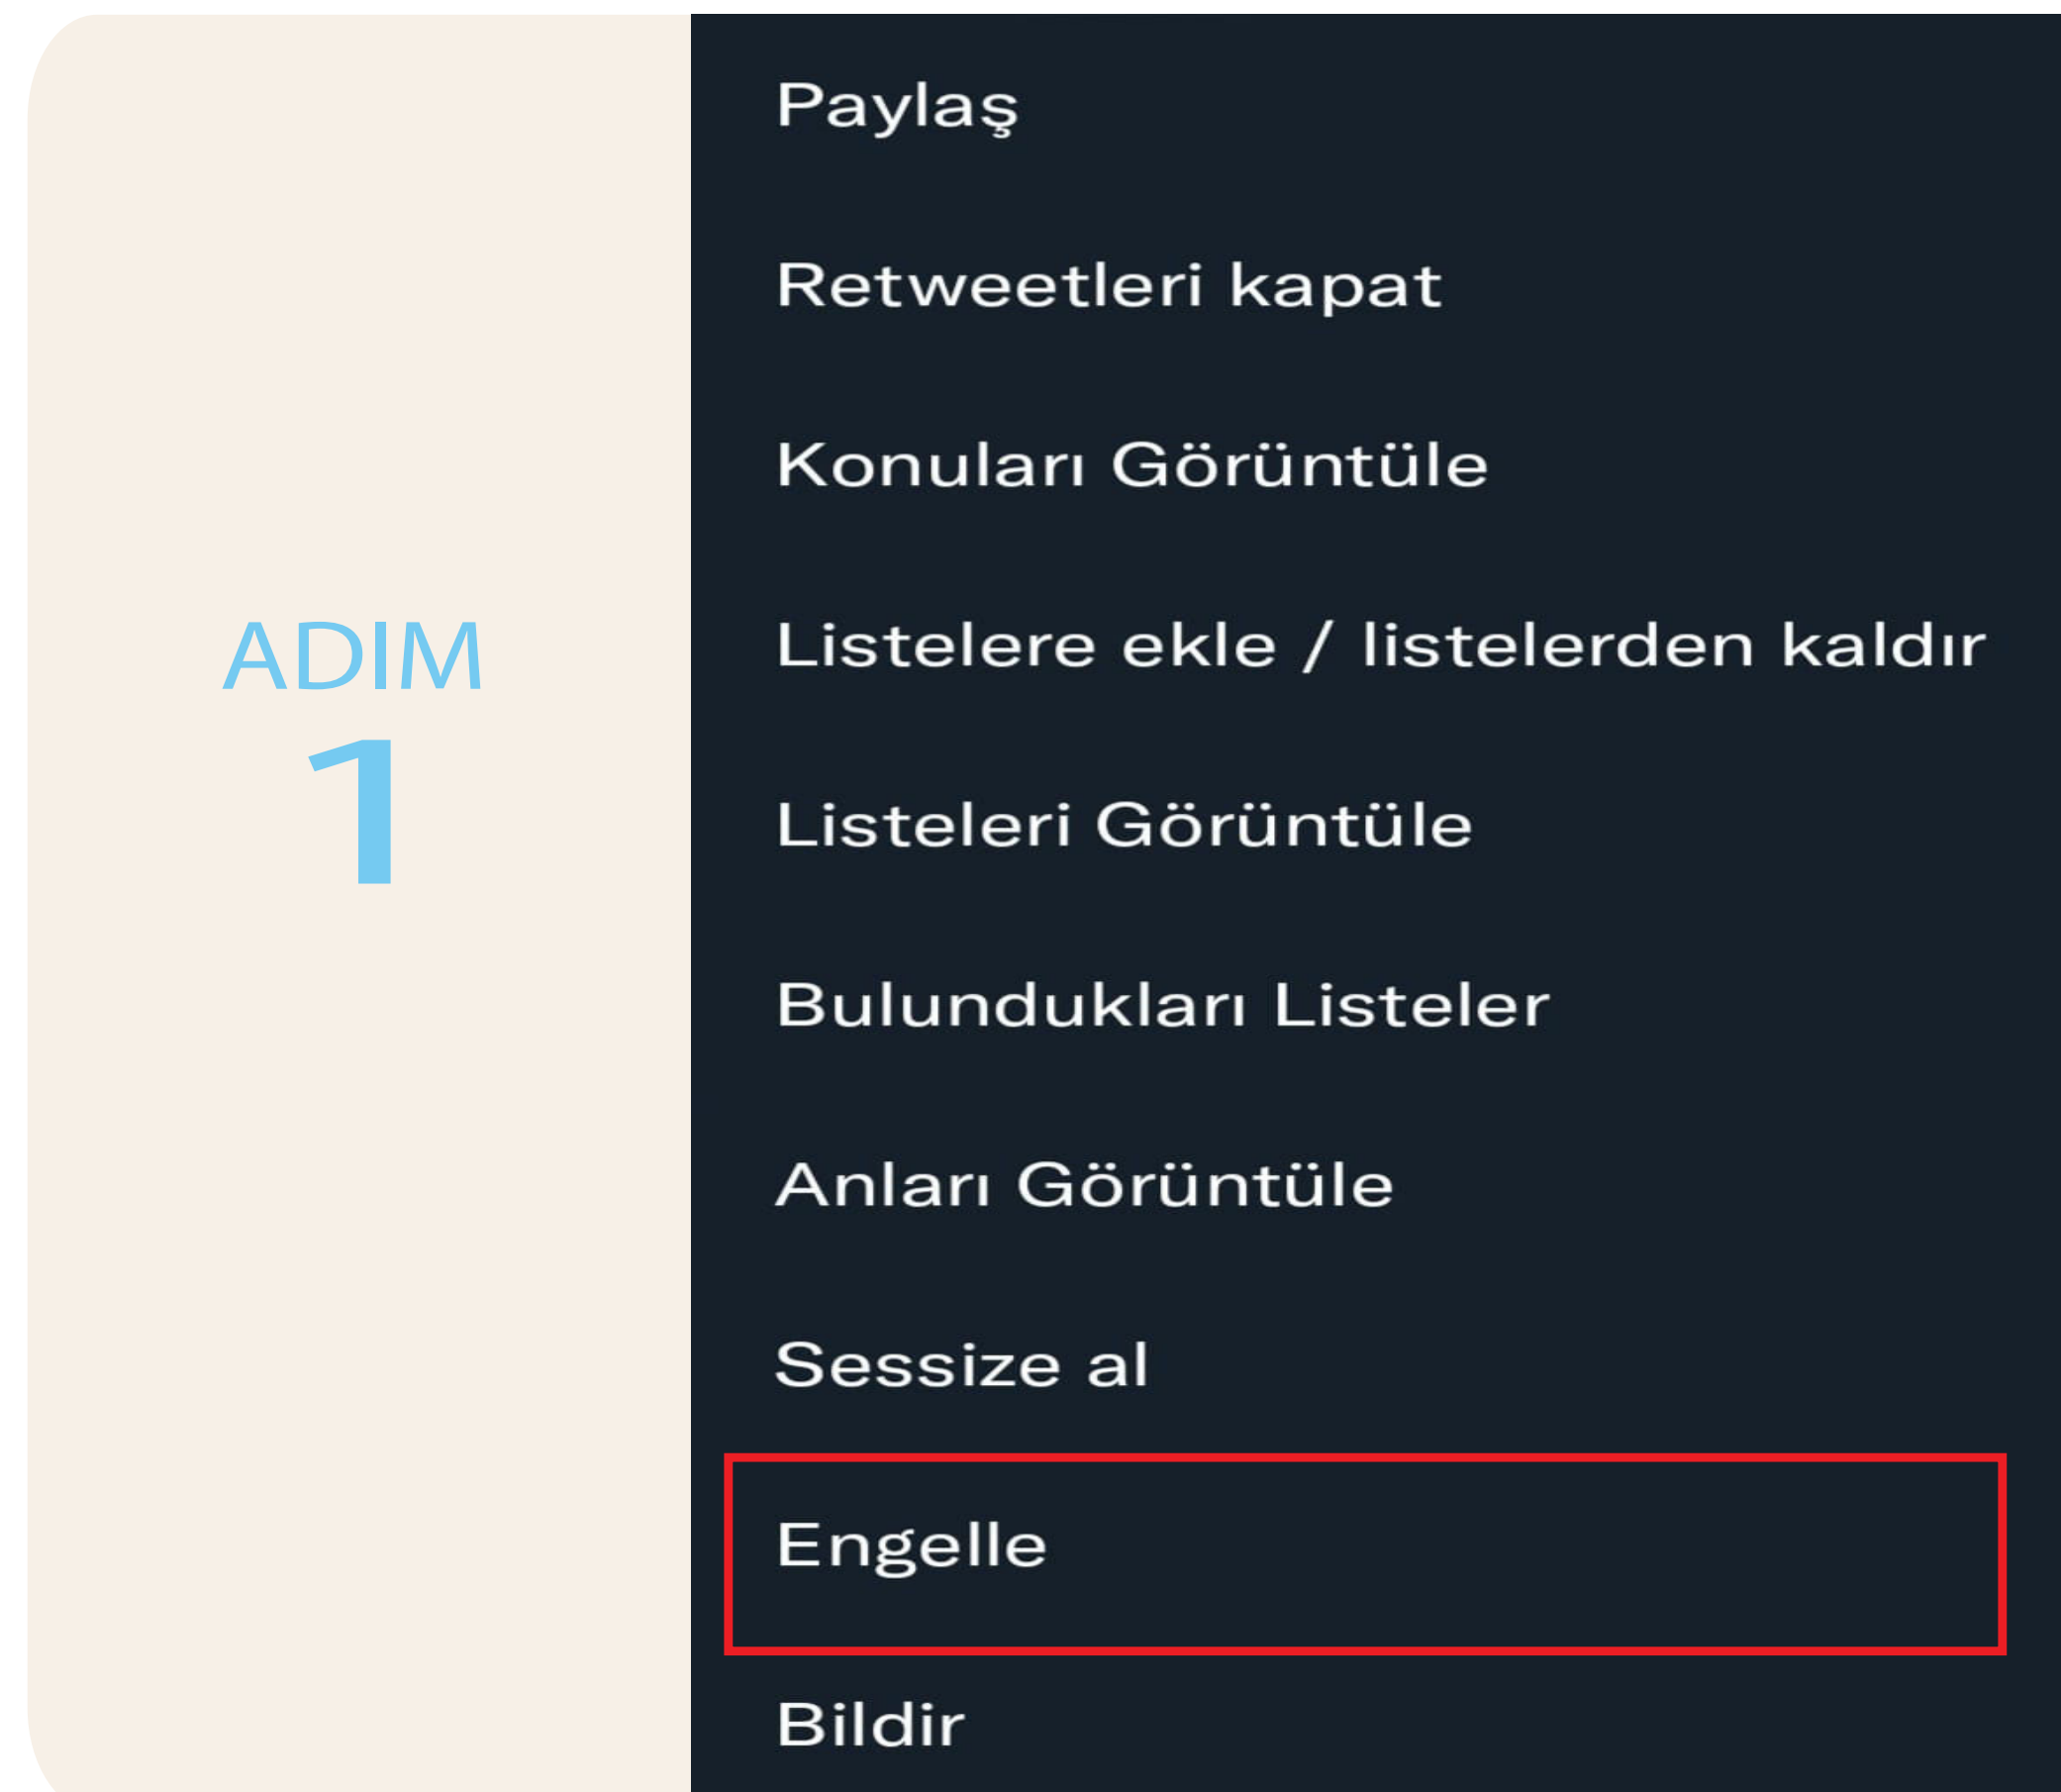 ADIM
1
Paylaş
Retweetleri kapat
Konuları Görüntüle
Listelere ekle / listelerden kaldır
Listeleri Görüntüle
Bulundukları Listeler
Anları Görüntüle
Sessize al
Engelle
Bildir